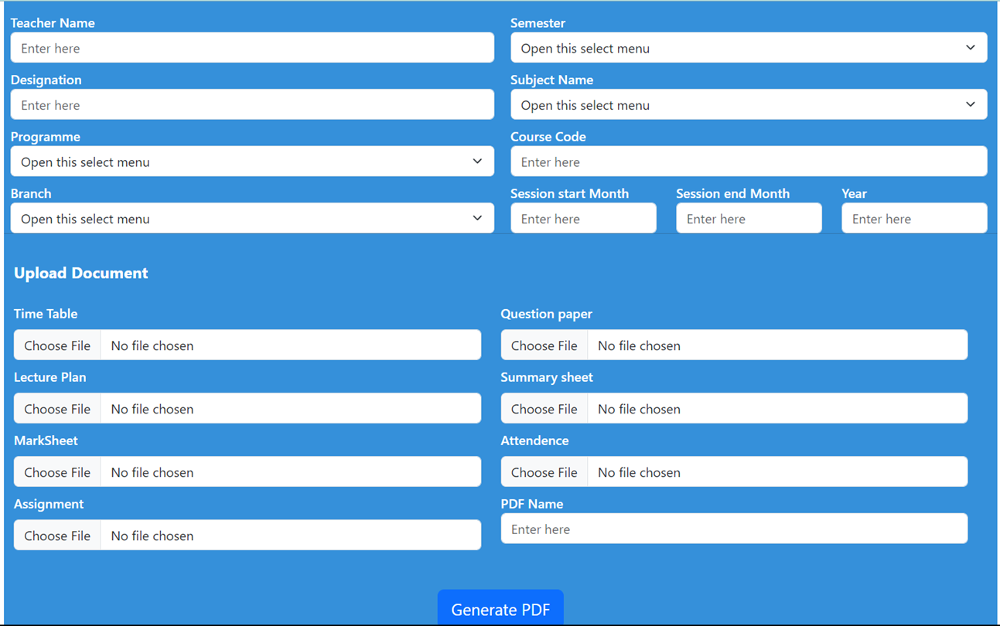 Teacher Name
Semester
Enter here
Open this select menu
Designation
Subject Name
Enter here
Open this select menu
Programme
Course Code
Open this select menu
Enter here
Branch
Session start Month
Session end Month
Year
Open this select menu
Enter here
Enter here
Enter here
Upload Document
Time Table
Question paper
Choose File No file chosen
Choose File No file chosen
Lecture Plan
Summary sheet
Choose File No file chosen
Choose File No file chosen
MarkSheet
Attendence
Choose File No file chosen
Choose File No file chosen
Assignment
PDF Name
Choose File No file chosen
Enter here
Generate PDF